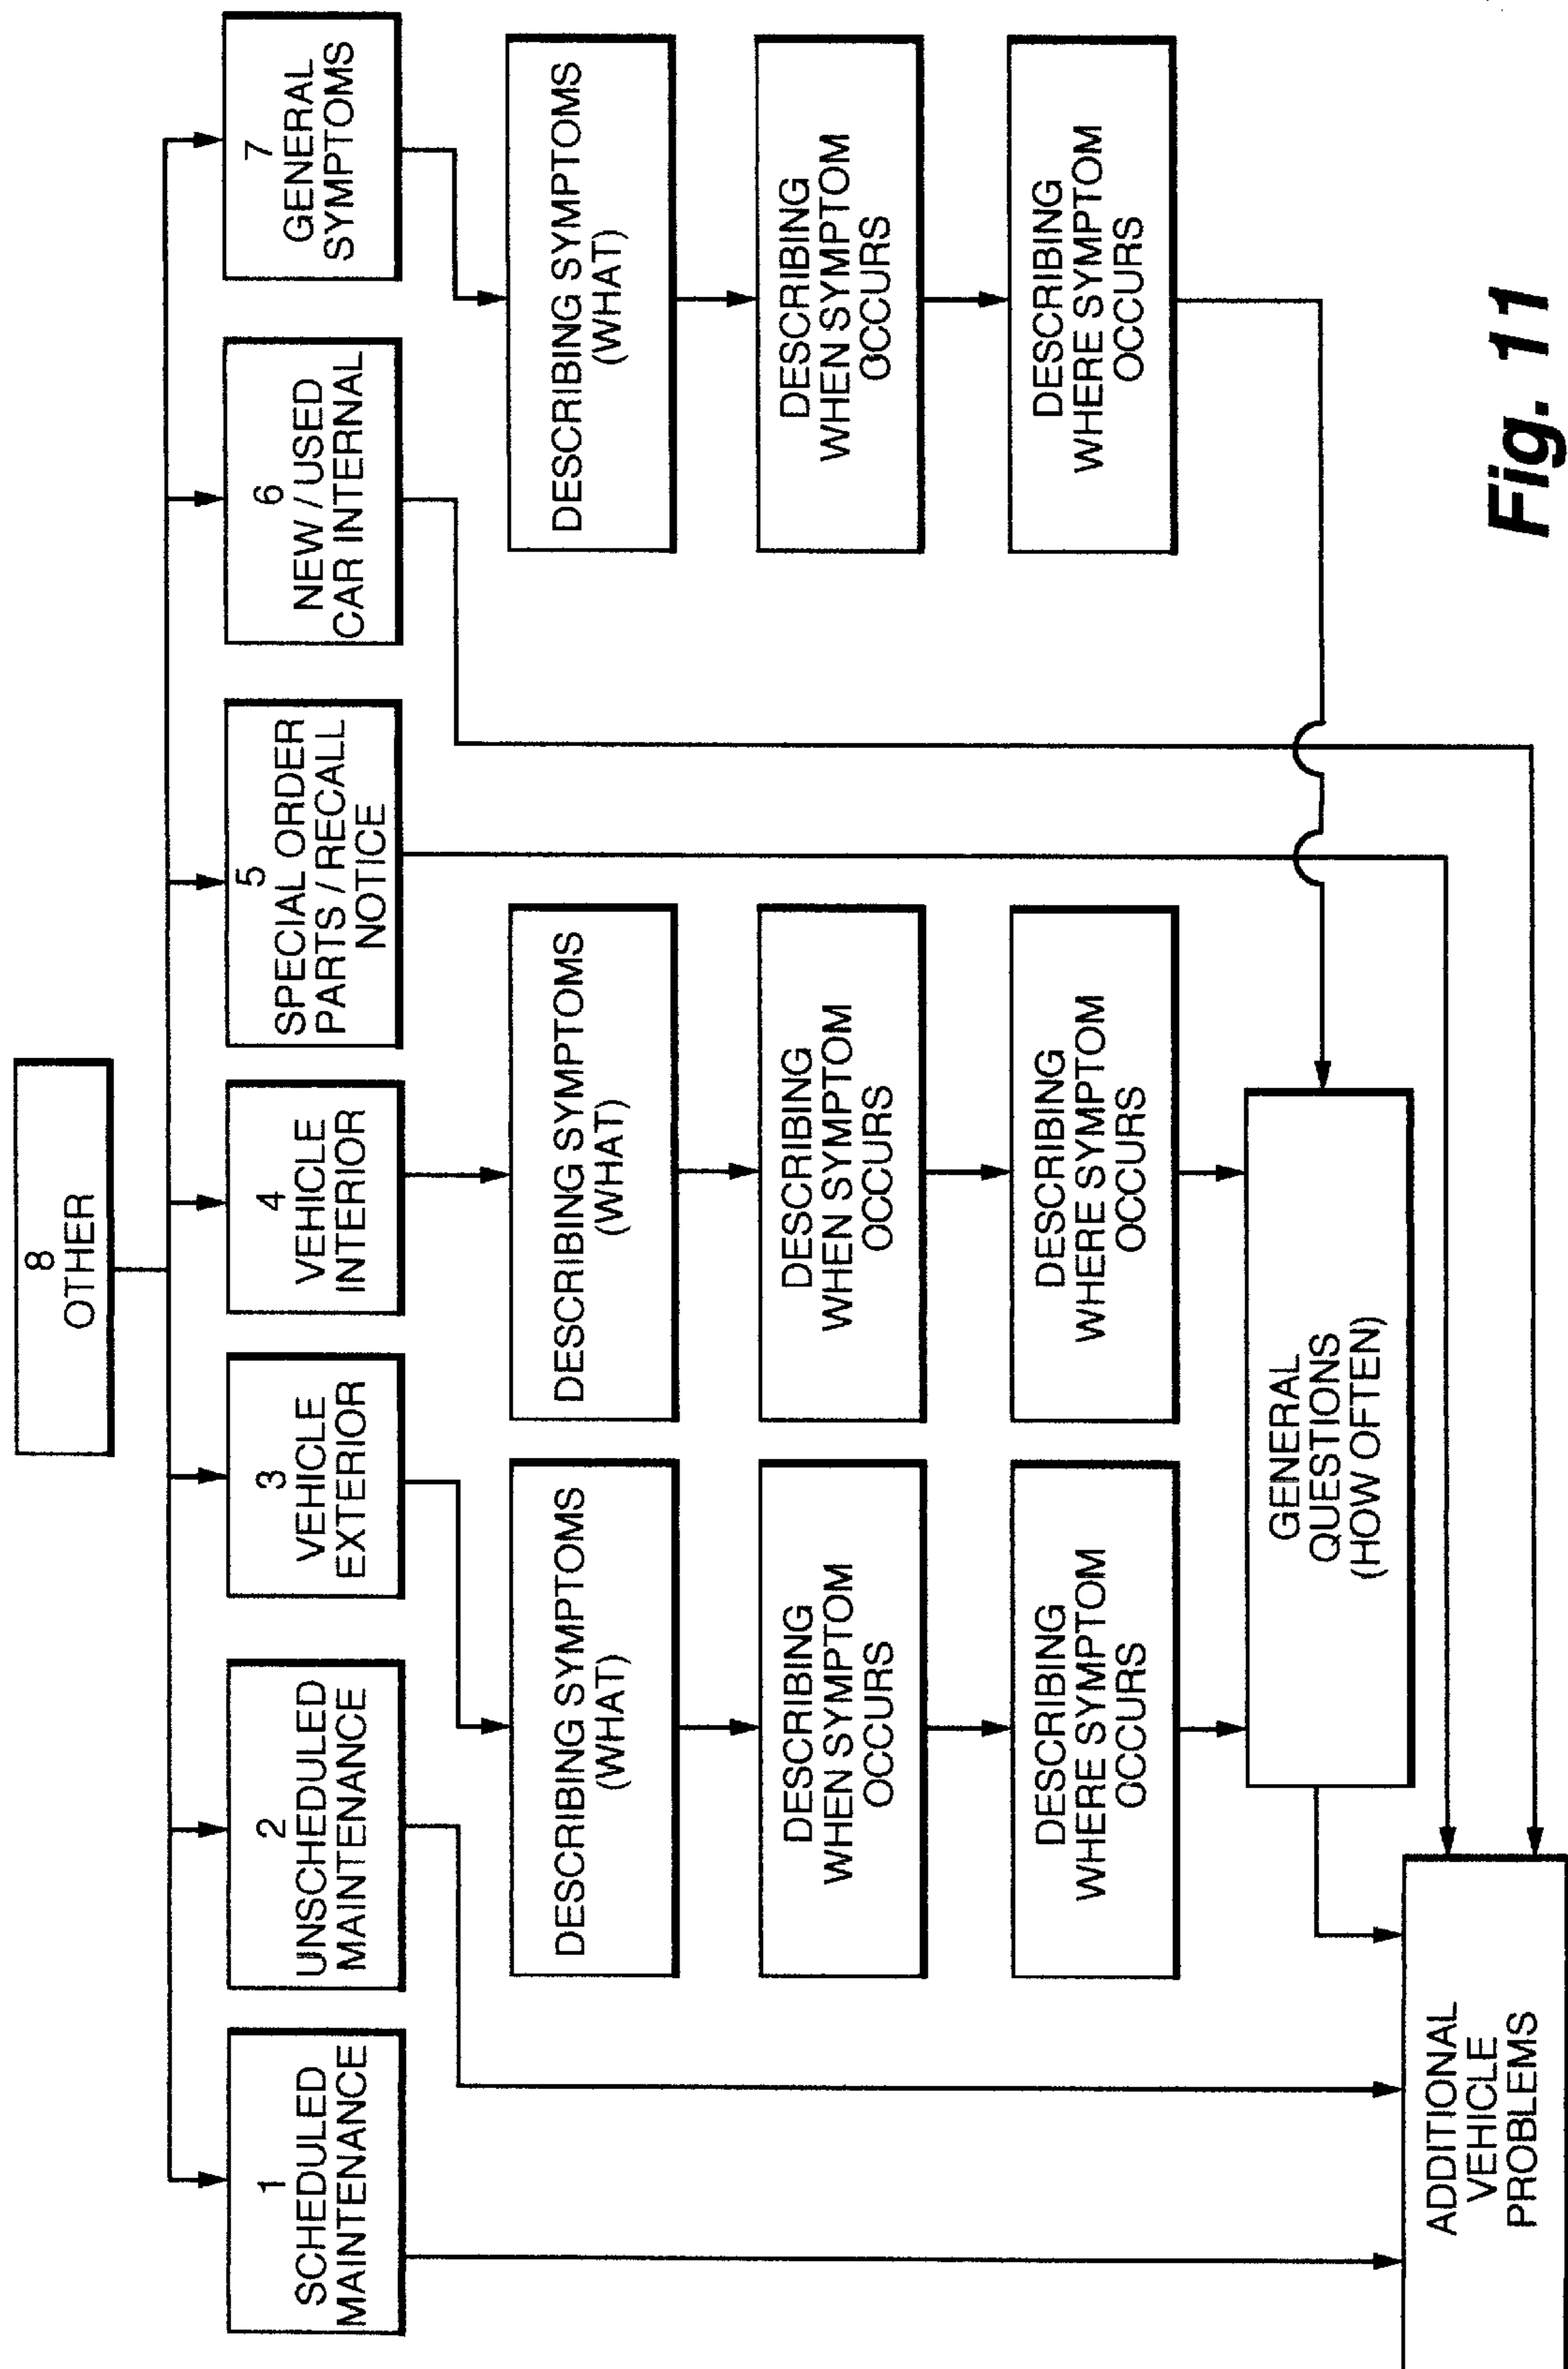 8
OTHER
1
SCHEDULED
MAINTENANCE
2
UNSCHEDULED
MAINTENANCE
3
VEHICLE
EXTERIOR
4
VEHICLE
INTERIOR
5
SPECIAL ORDER
PARTS / RECALL
NOTICE
6
NEW / USED
CAR INTERNAL
7
GENERAL
SYMPTOMS
DESCRIBING SYMPTOMS
(WHAT)
DESCRIBING SYMPTOMS
(WHAT)
DESCRIBING SYMPTOMS
(WHAT)
DESCRIBING
WHEN SYMPTOM
OCCURS
DESCRIBING
WHEN SYMPTOM
OCCURS
DESCRIBING
WHEN SYMPTOM
OCCURS
DESCRIBING
WHERE SYMPTOM
OCCURS
DESCRIBING
WHERE SYMPTOM
OCCURS
DESCRIBING
WHERE SYMPTOM
OCCURS
GENERAL
QUESTIONS
(HOW OFTEN)
ADDITIONAL
VEHICLE
PROBLEMS
Fig. 11